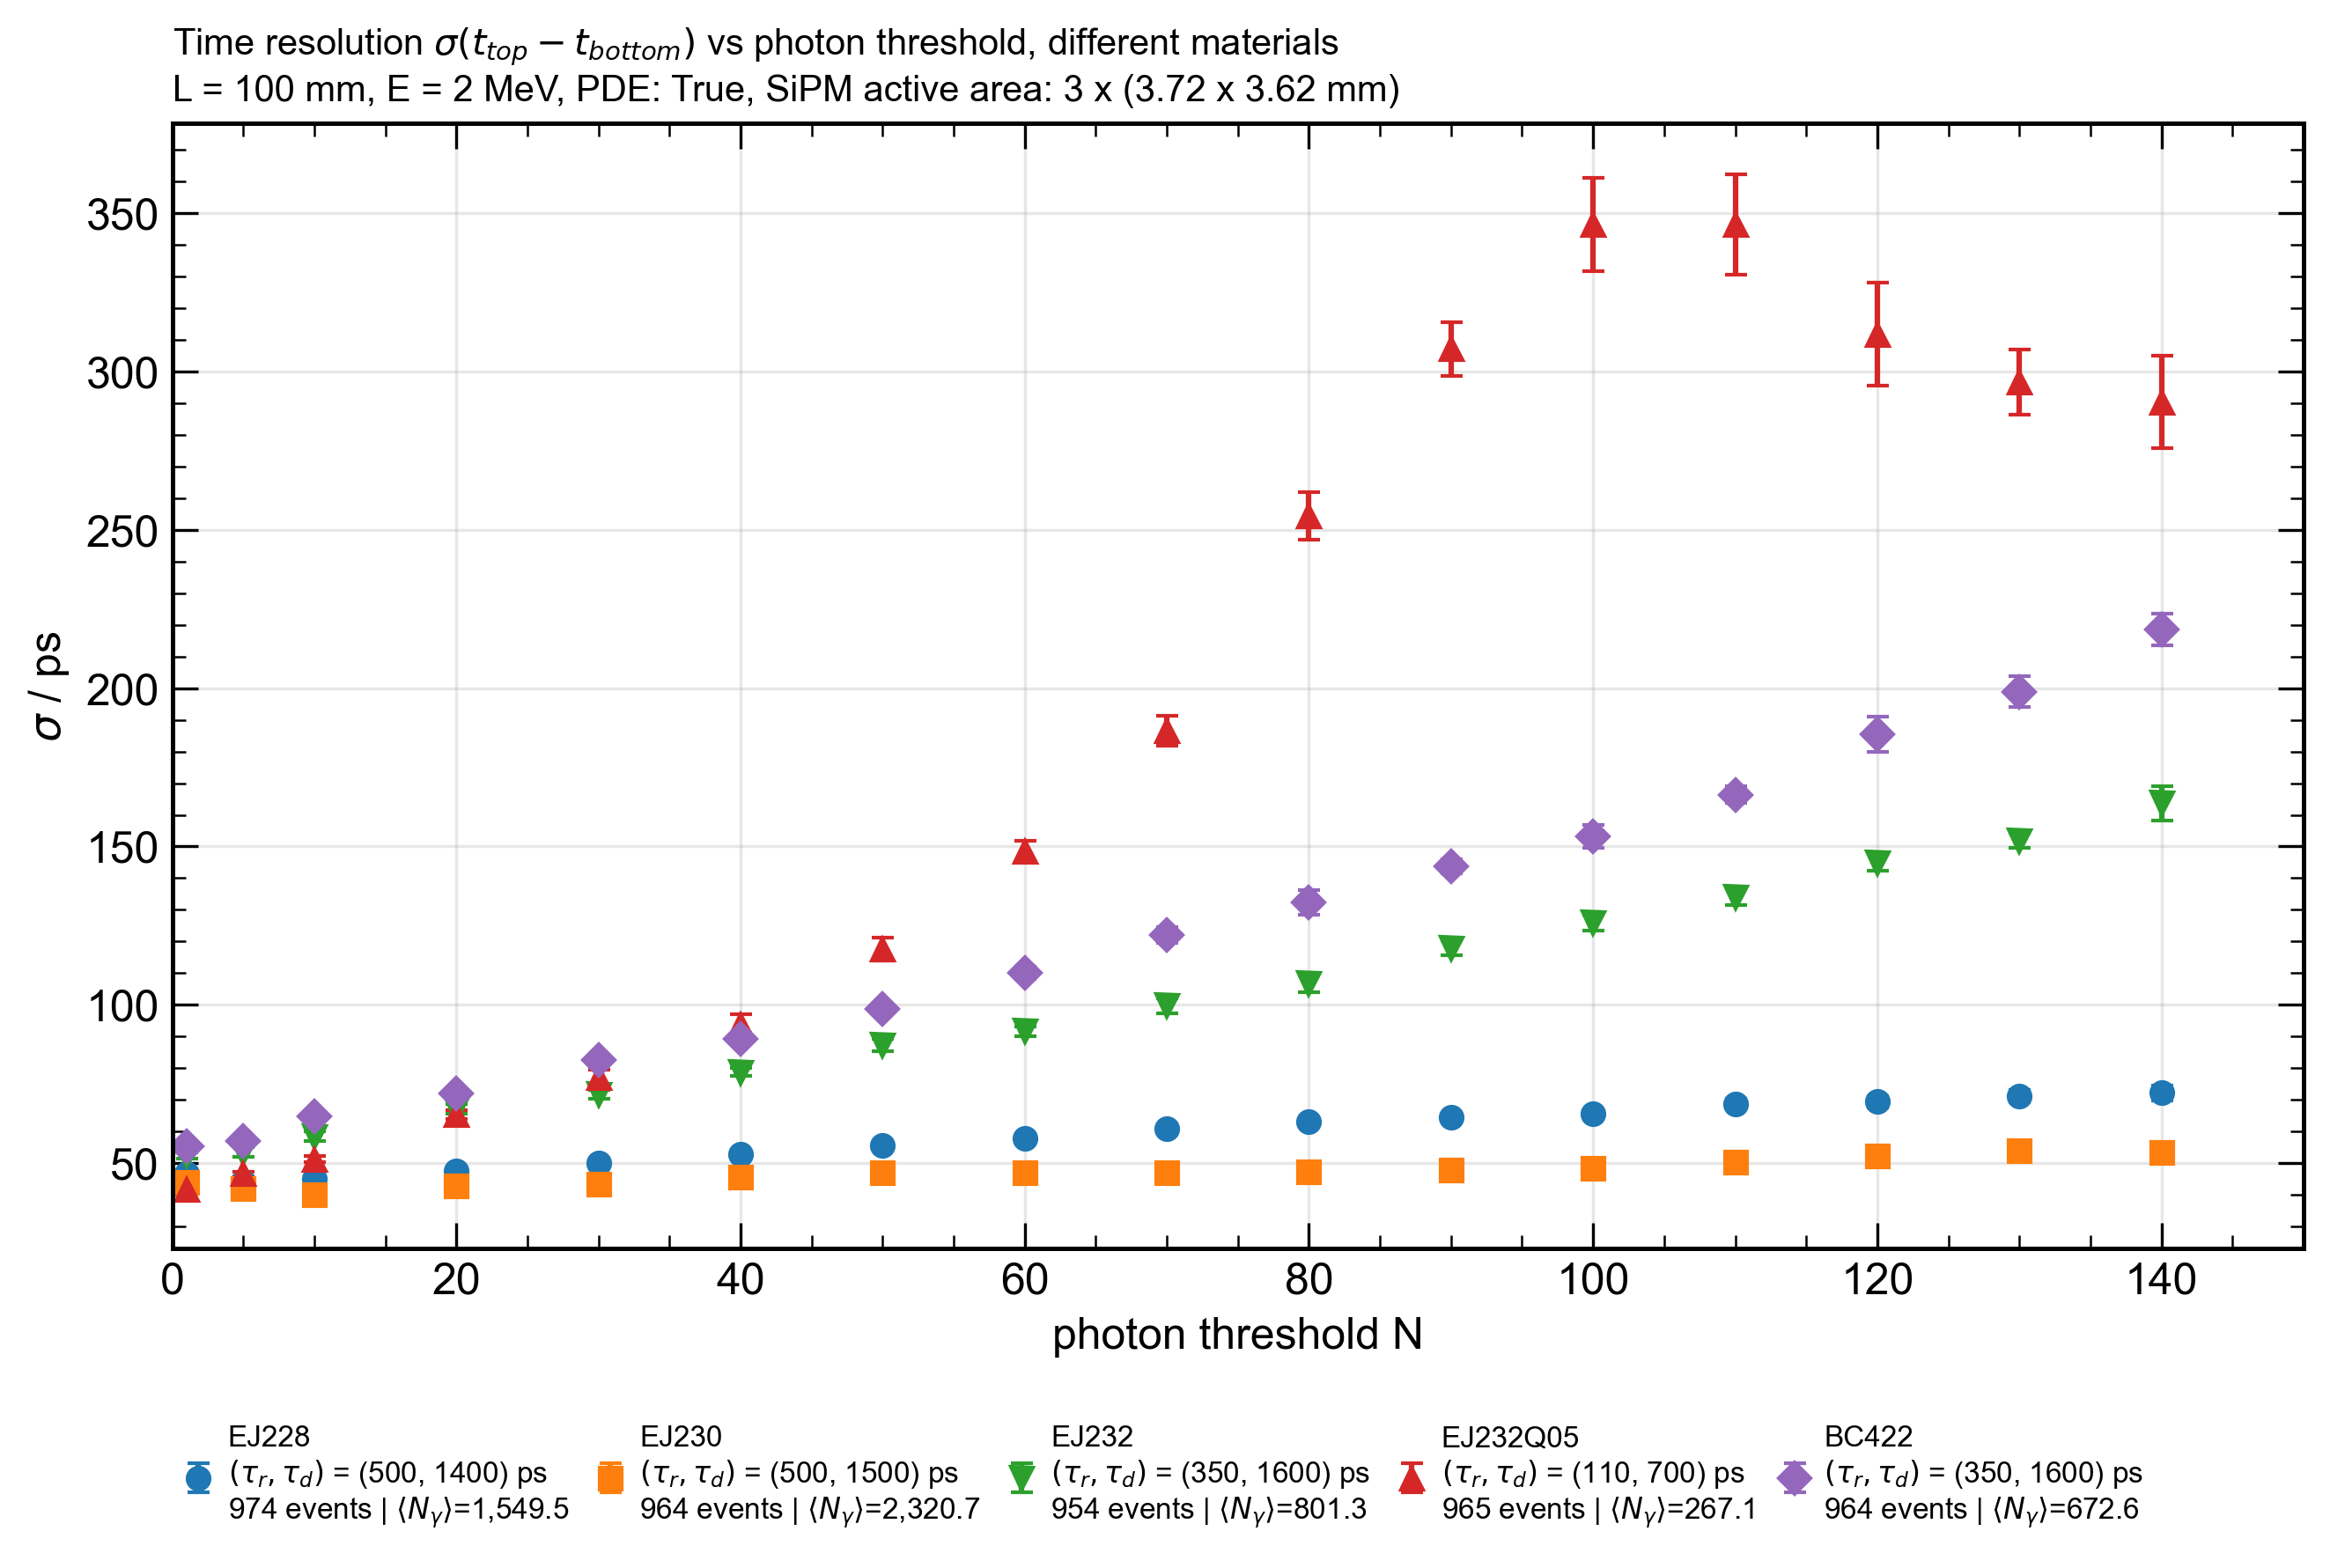 Time resolution σ(t_top − t_bottom) vs photon threshold, different materials
L = 100 mm, E = 2 MeV, PDE: True, SiPM active area: 3 x (3.72 x 3.62 mm)
350
300
250
200
150
100
50
σ / ps
0 20 40 60 80 100 120 140
photon threshold N
EJ228
(τ_r, τ_d) = (500, 1400) ps
974 events | ⟨N_γ⟩=1,549.5
EJ230
(τ_r, τ_d) = (500, 1500) ps
964 events | ⟨N_γ⟩=2,320.7
EJ232
(τ_r, τ_d) = (350, 1600) ps
954 events | ⟨N_γ⟩=801.3
EJ232Q05
(τ_r, τ_d) = (110, 700) ps
965 events | ⟨N_γ⟩=267.1
BC422
(τ_r, τ_d) = (350, 1600) ps
964 events | ⟨N_γ⟩=672.6